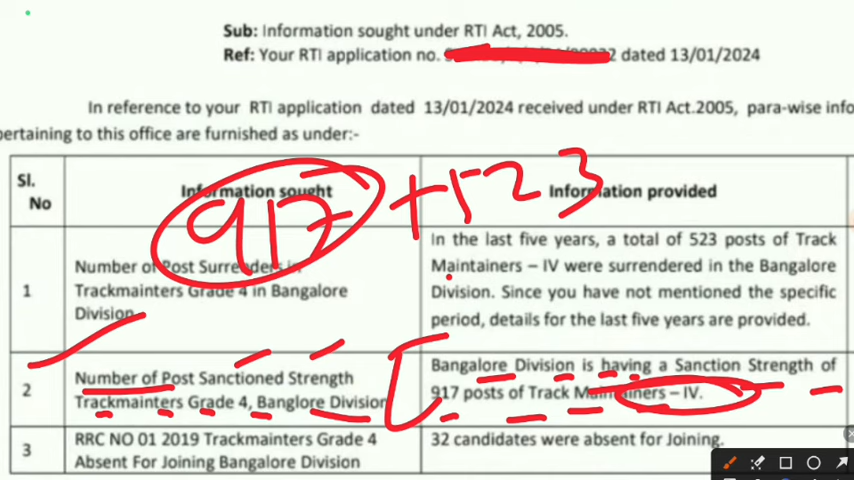 Sub: Information sought under RTI Act, 2005.
Ref: Your RTI application no. 2 dated 13/01/2024
In reference to your RTI application dated 13/01/2024 received under RTI Act.2005, para-wise info
pertaining to this office are furnished as under:-
Sl. No
Information sought
Information provided
917 + 523
1
Number of Post Surrenders in
Trackmainters Grade 4 in Bangalore
Division
In the last five years, a total of 523 posts of Track
Maintainers – IV were surrendered in the Bangalore
Division. Since you have not mentioned the specific
period, details for the last five years are provided.
2
Number of Post Sanctioned Strength
Trackmainters Grade 4, Banglore Division
Bangalore Division is having a Sanction Strength of
917 posts of Track Maintainers – IV.
3
RRC NO 01 2019 Trackmainters Grade 4
Absent For Joining Bangalore Division
32 candidates were absent for Joining.